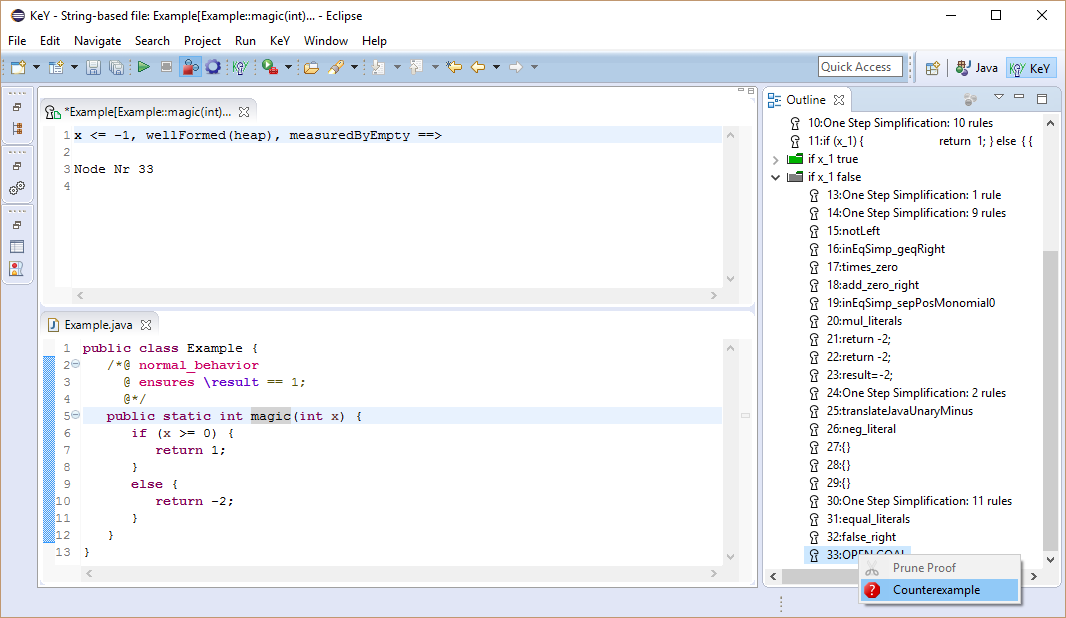 KeY - String-based file: Example[Example::magic(int)... - Eclipse
File Edit Navigate Search Project Run KeY Window Help
Quick Access
Java
KeY
*Example[Example::magic(int)...
1 x <= -1, wellFormed(heap), measuredByEmpty ==>
2
3 Node Nr 33
4
Example.java
1 public class Example {
2 /*@ normal_behavior
3 @ ensures \result == 1;
4 @*/
5 public static int magic(int x) {
6 if (x >= 0) {
7 return 1;
8 }
9 else {
10 return -2;
11 }
12 }
13 }
Outline
10:One Step Simplification: 10 rules
11:if (x_1) { return 1; } else { {
if x_1 true
if x_1 false
13:One Step Simplification: 1 rule
14:One Step Simplification: 9 rules
15:notLeft
16:inEqSimp_geqRight
17:times_zero
18:add_zero_right
19:inEqSimp_sepPosMonomial0
20:mul_literals
21:return -2;
22:return -2;
23:result=-2;
24:One Step Simplification: 2 rules
25:translateJavaUnaryMinus
26:neg_literal
27:{}
28:{}
29:{}
30:One Step Simplification: 11 rules
31:equal_literals
32:false_right
33:OPEN GOAL
Prune Proof
Counterexample